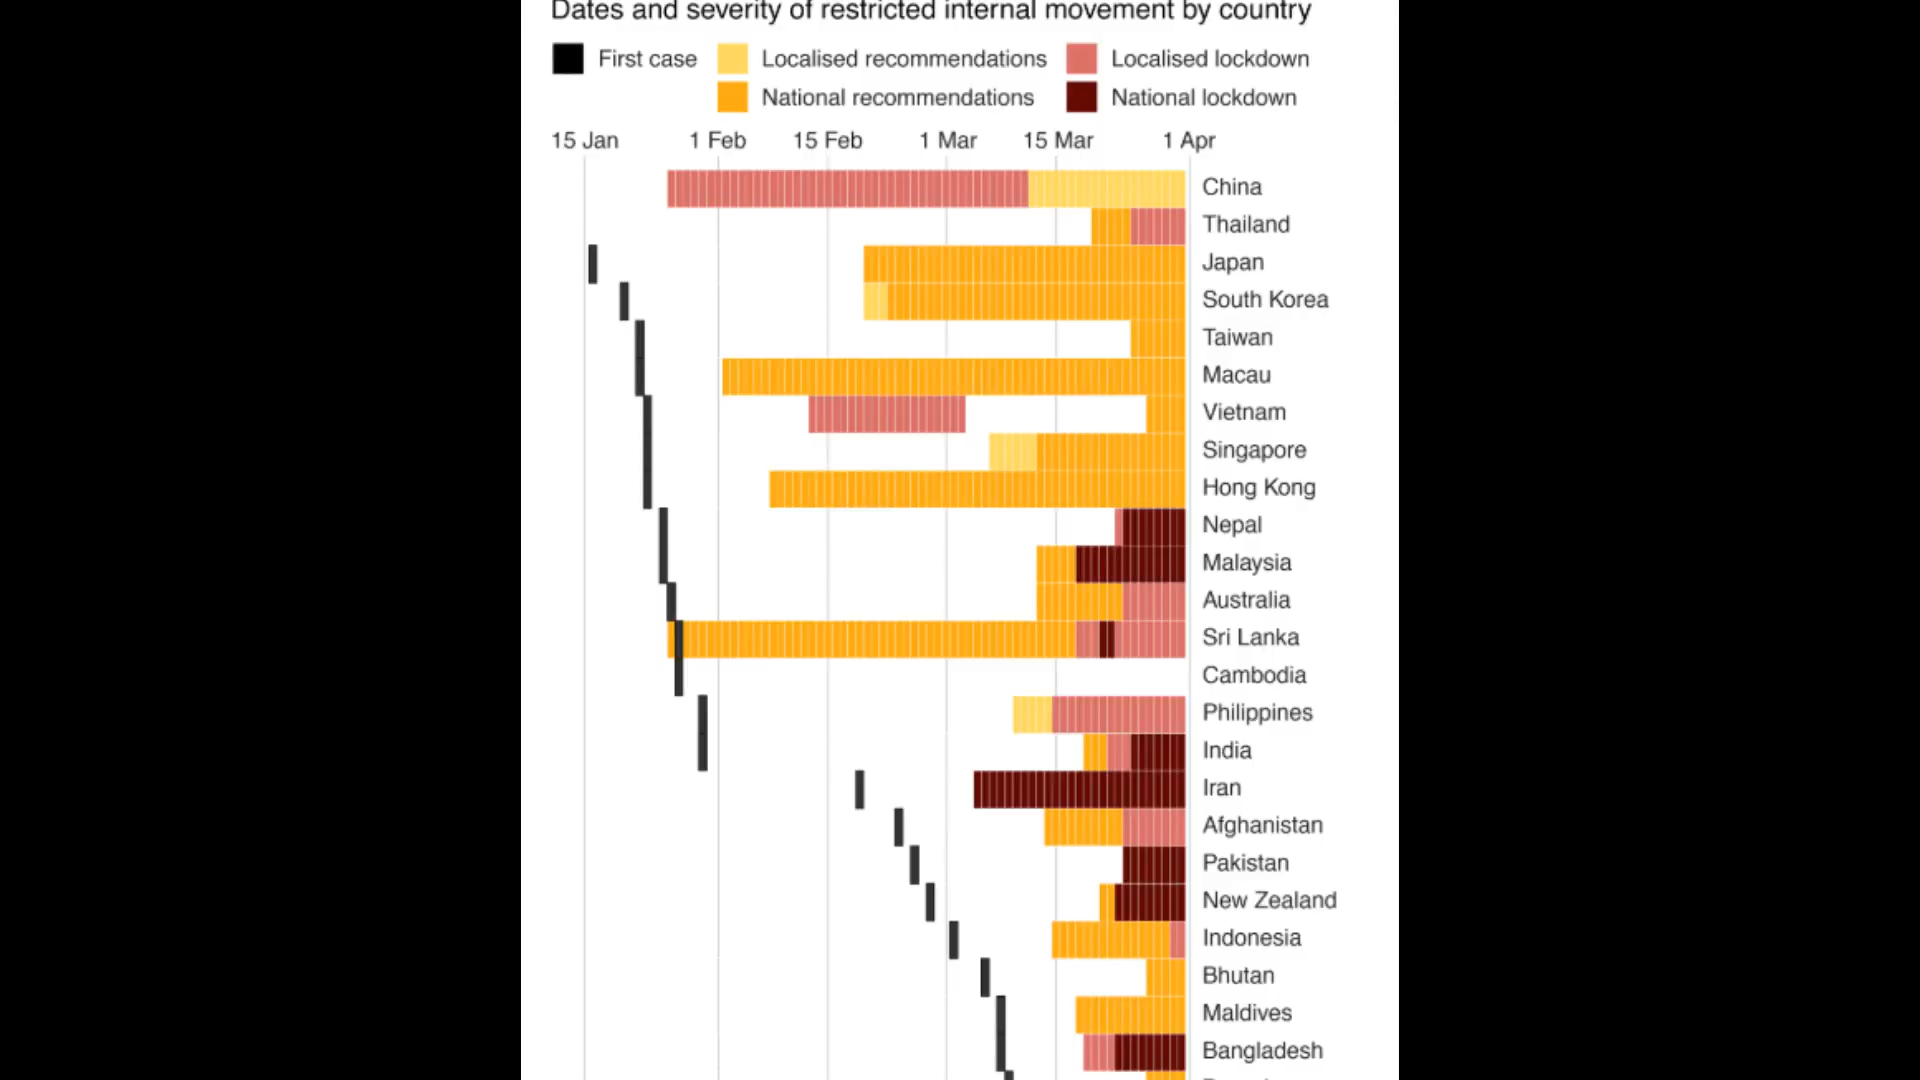 Dates and severity of restricted internal movement by country
First case
Localised recommendations
Localised lockdown
National recommendations
National lockdown
15 Jan 1 Feb 15 Feb 1 Mar 15 Mar 1 Apr
China
Thailand
Japan
South Korea
Taiwan
Macau
Vietnam
Singapore
Hong Kong
Nepal
Malaysia
Australia
Sri Lanka
Cambodia
Philippines
India
Iran
Afghanistan
Pakistan
New Zealand
Indonesia
Bhutan
Maldives
Bangladesh